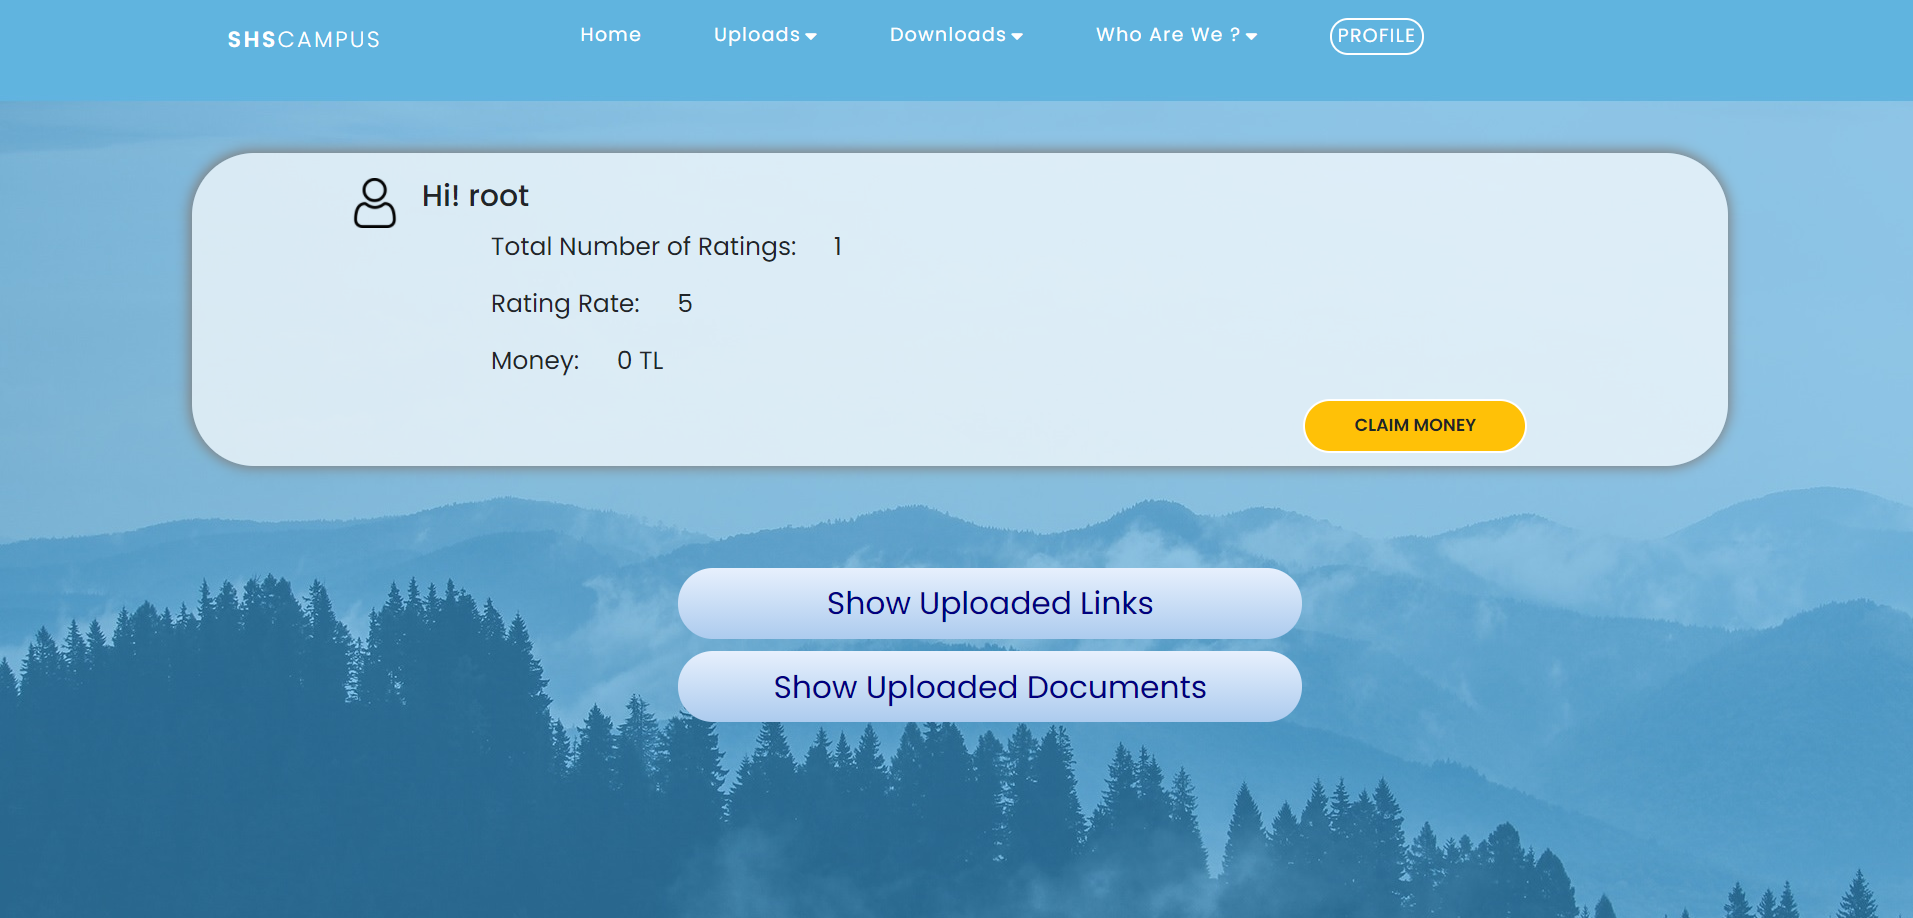 SHSCAMPUS
Home
Uploads
Downloads
Who Are We ?
PROFILE
Hi! root
Total Number of Ratings: 1
Rating Rate: 5
Money: 0 TL
CLAIM MONEY
Show Uploaded Links
Show Uploaded Documents